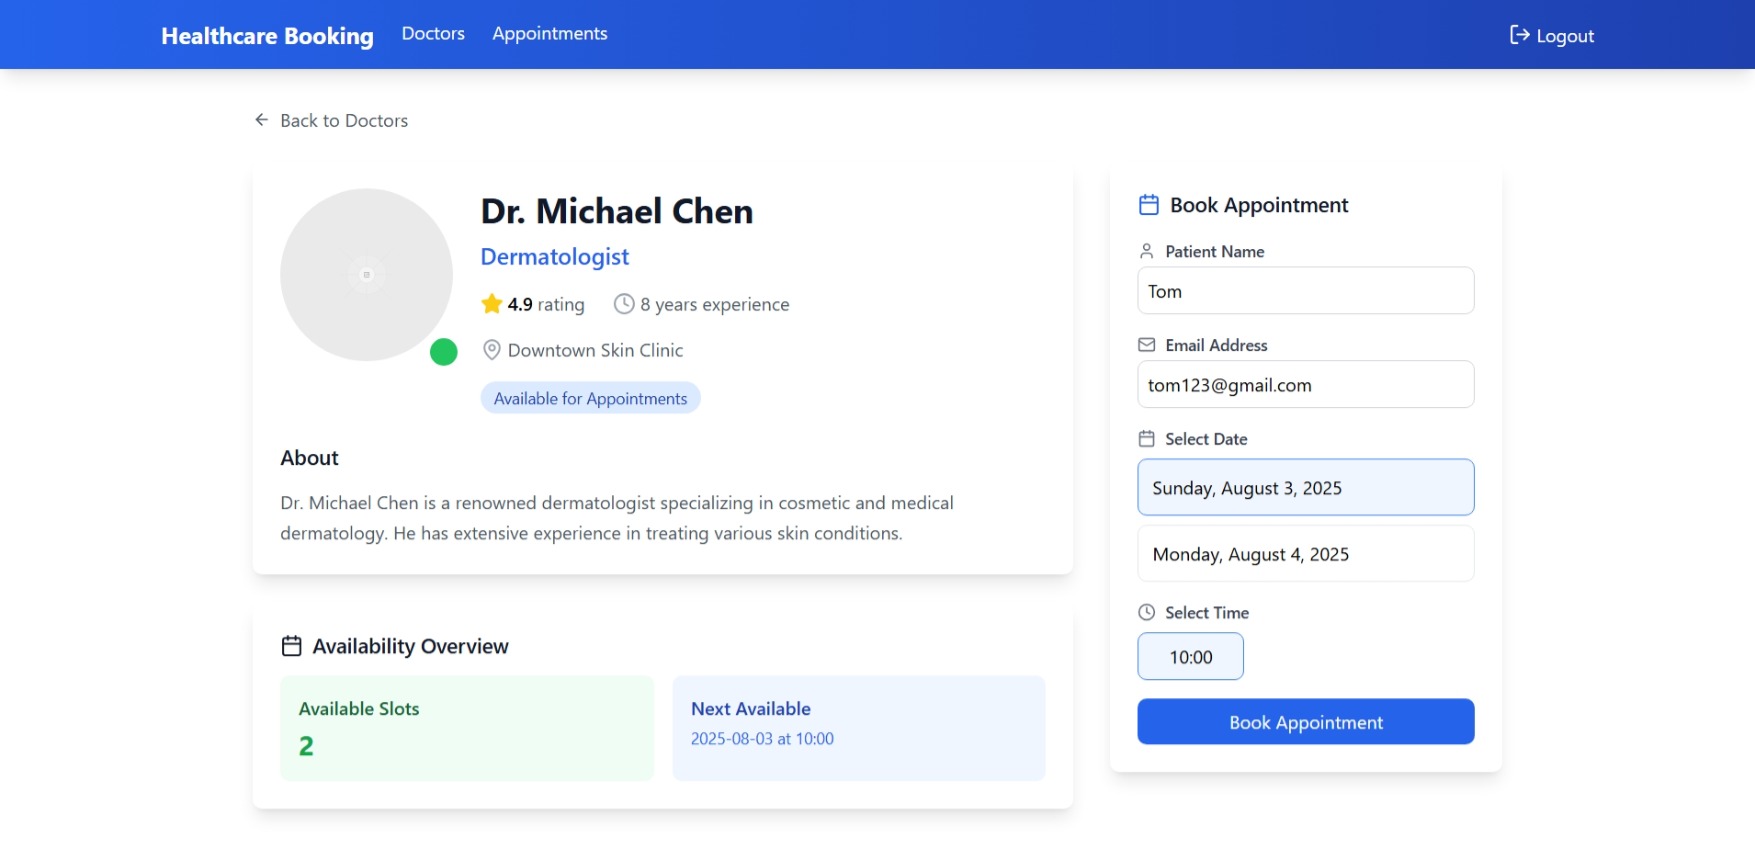 Healthcare Booking
Doctors
Appointments
Logout
Back to Doctors
Dr. Michael Chen
Dermatologist
4.9 rating
8 years experience
Downtown Skin Clinic
Available for Appointments
About
Dr. Michael Chen is a renowned dermatologist specializing in cosmetic and medical
dermatology. He has extensive experience in treating various skin conditions.
Availability Overview
Available Slots
2
Next Available
2025-08-03 at 10:00
Book Appointment
Patient Name
Tom
Email Address
tom123@gmail.com
Select Date
Sunday, August 3, 2025
Monday, August 4, 2025
Select Time
10:00
Book Appointment